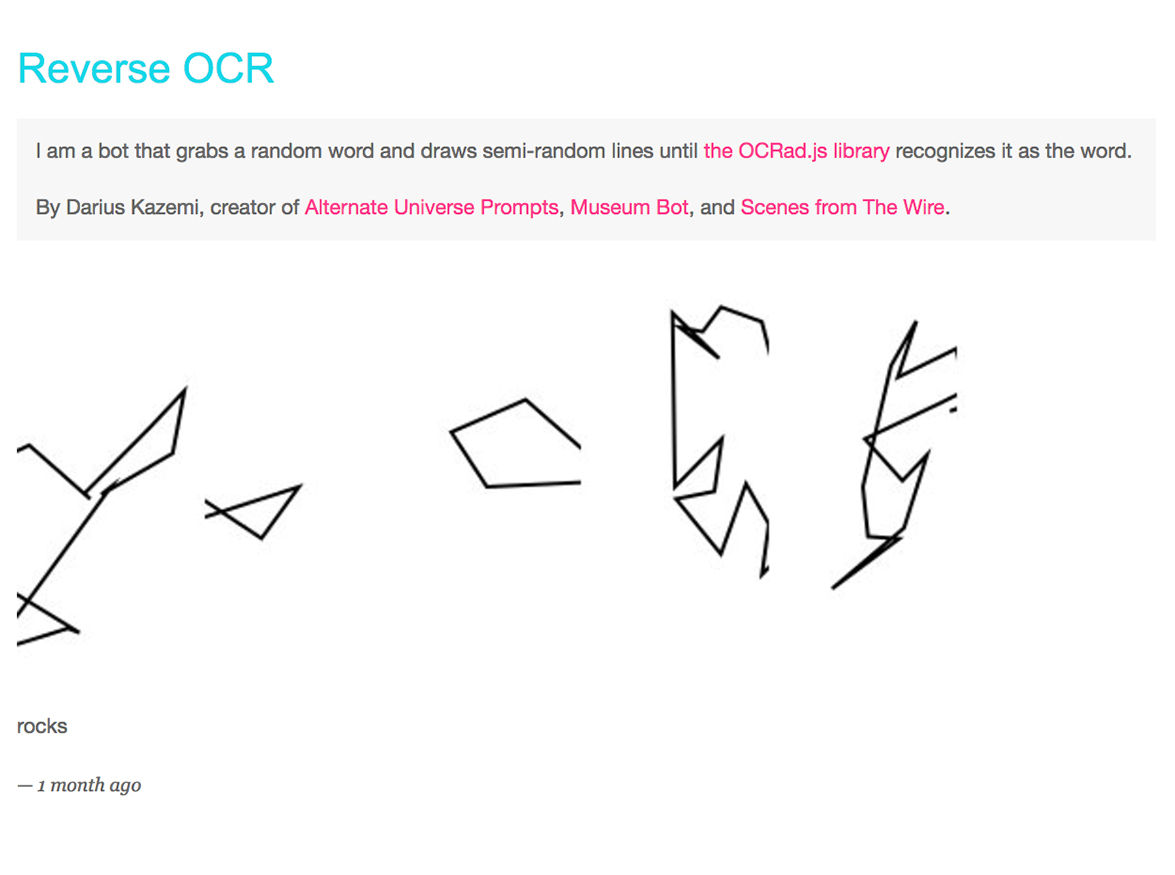 Reverse OCR
I am a bot that grabs a random word and draws semi-random lines until the OCRad.js library recognizes it as the word.
By Darius Kazemi, creator of Alternate Universe Prompts, Museum Bot, and Scenes from The Wire.
rocks
— 1 month ago